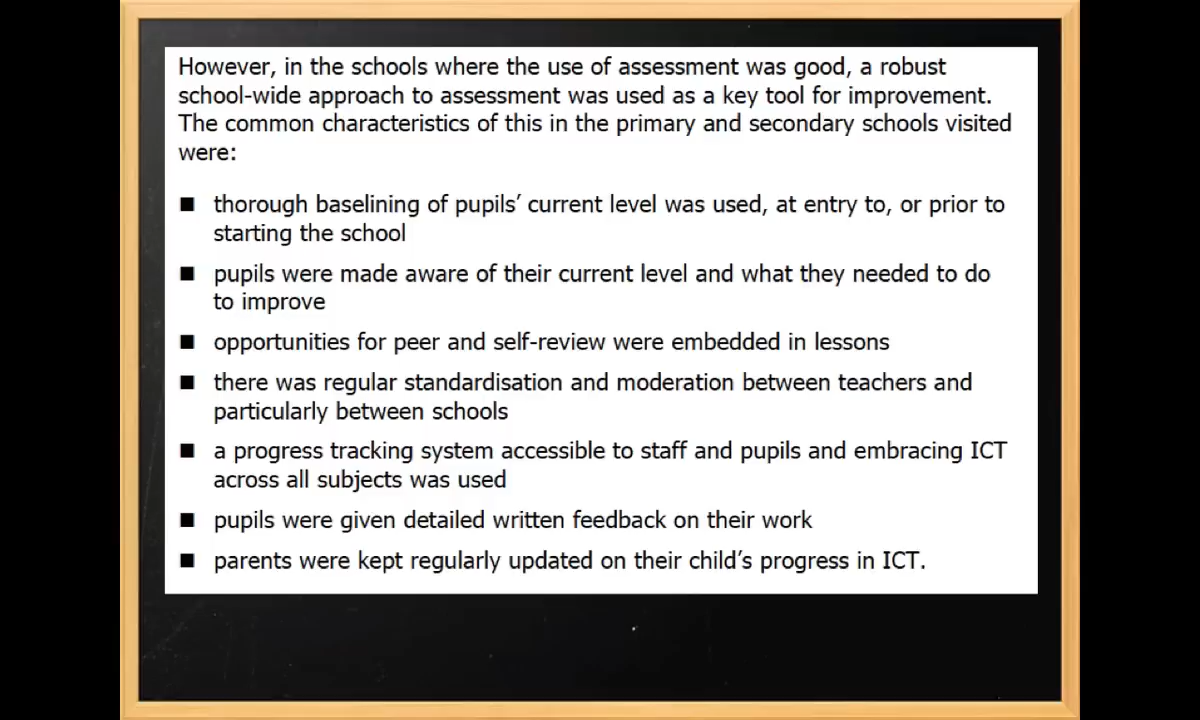 However, in the schools where the use of assessment was good, a robust
school-wide approach to assessment was used as a key tool for improvement.
The common characteristics of this in the primary and secondary schools visited
were:
■ thorough baselining of pupils’ current level was used, at entry to, or prior to
starting the school
■ pupils were made aware of their current level and what they needed to do
to improve
■ opportunities for peer and self-review were embedded in lessons
■ there was regular standardisation and moderation between teachers and
particularly between schools
■ a progress tracking system accessible to staff and pupils and embracing ICT
across all subjects was used
■ pupils were given detailed written feedback on their work
■ parents were kept regularly updated on their child’s progress in ICT.